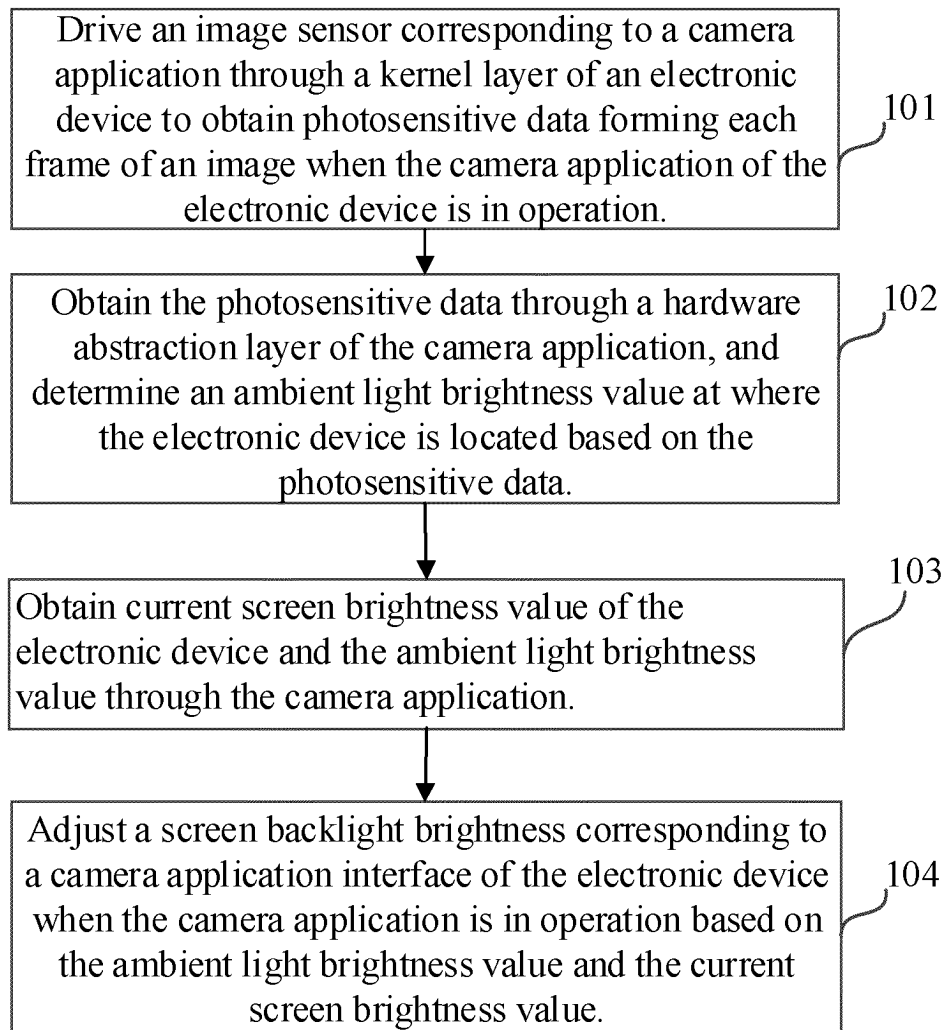 Drive an image sensor corresponding to a camera
application through a kernel layer of an electronic
device to obtain photosensitive data forming each
frame of an image when the camera application of the
electronic device is in operation.
101
Obtain the photosensitive data through a hardware
abstraction layer of the camera application, and
determine an ambient light brightness value at where
the electronic device is located based on the
photosensitive data.
102
Obtain current screen brightness value of the
electronic device and the ambient light brightness
value through the camera application.
103
Adjust a screen backlight brightness corresponding to
a camera application interface of the electronic device
when the camera application is in operation based on
the ambient light brightness value and the current
screen brightness value.
104